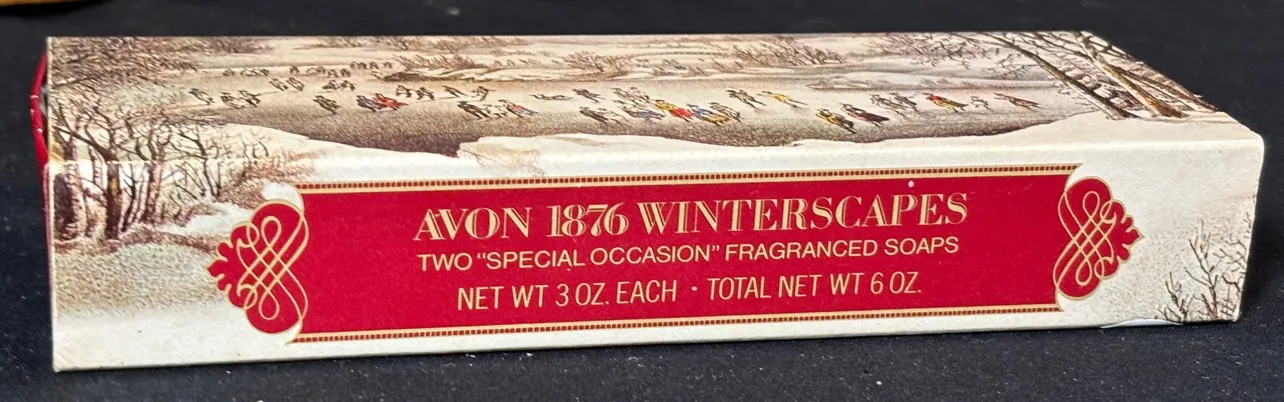 AVON 1876 WINTERSCAPES
TWO "SPECIAL OCCASION" FRAGRANCED SOAPS
NET WT 3 OZ. EACH · TOTAL NET WT 6 OZ.